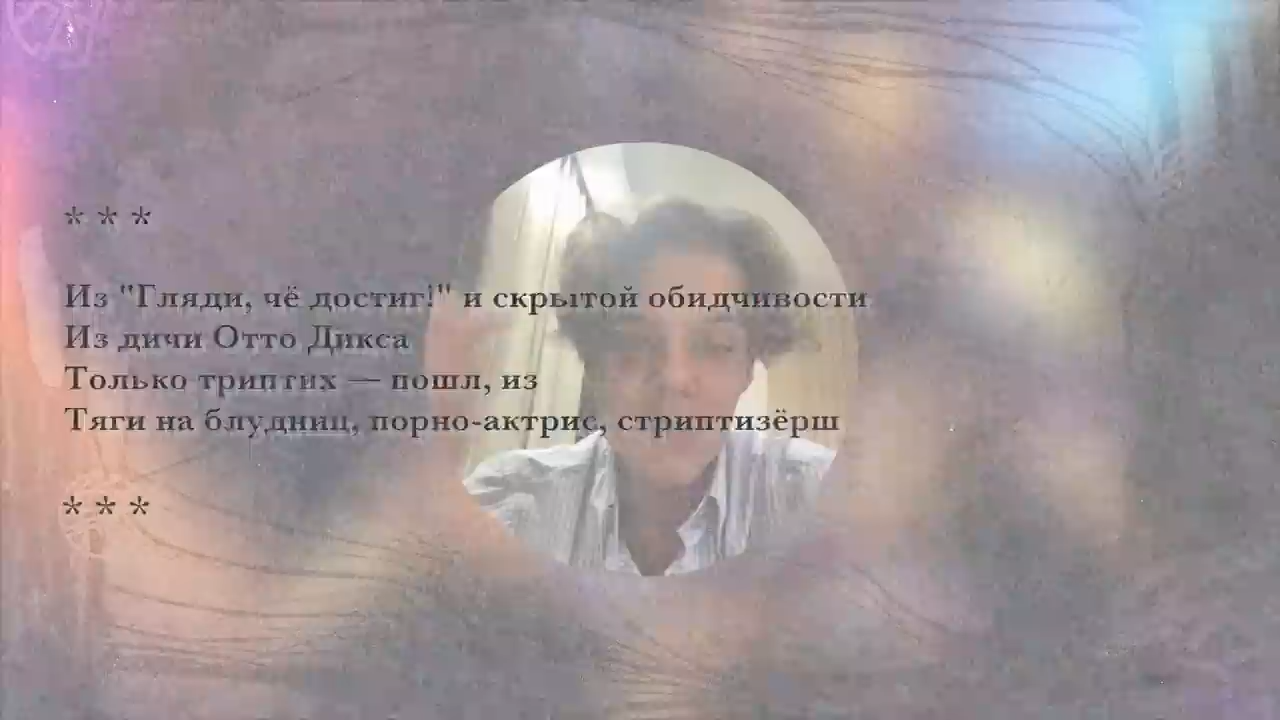 * * *
Из "Гляди, чё достиг!" и скрытой обидчивости
Из дичи Отто Дикса
Только триптих — пошл, из
Тяги на блудниц, порно-актрис, стриптизёрш
* * *